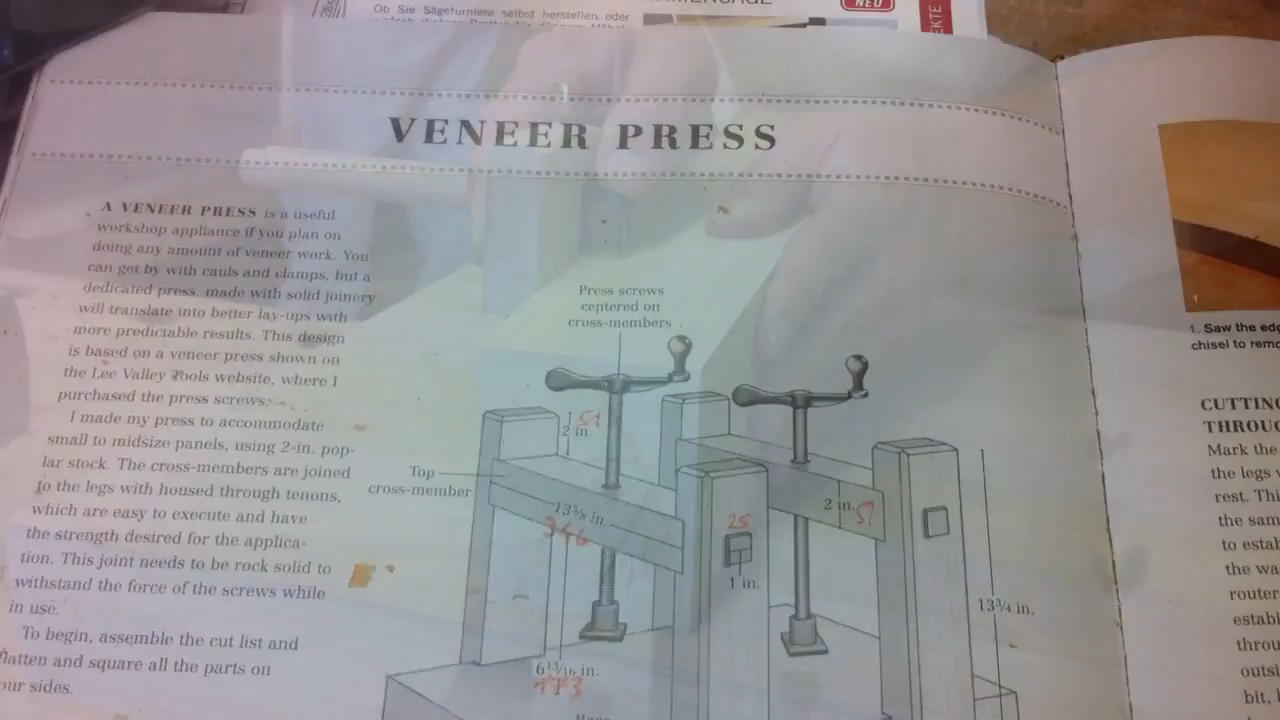 Ob Sie Sägefurniere selbst herstellen, oder
NEU
VENEER PRESS
A VENEER PRESS is a useful
workshop appliance if you plan on
doing any amount of veneer work. You
can get by with cauls and clamps, but a
dedicated press, made with solid joinery
will translate into better lay-ups with
more predictable results. This design
is based on a veneer press shown on
the Lee Valley Tools website, where I
purchased the press screws.
I made my press to accommodate
small to midsize panels, using 2-in. pop-
lar stock. The cross-members are joined
to the legs with housed through tenons,
which are easy to execute and have
the strength desired for the applica-
tion. This joint needs to be rock solid to
withstand the force of the screws while
in use.
To begin, assemble the cut list and
flatten and square all the parts on
our sides.
Press screws
centered on
cross-members
51
2 in.
Top
cross-member
13 3/8 in.
346
25
1 in.
2 in.
51
13 3/4 in.
6 13/16 in.
1. Saw the edg
chisel to remo
CUTTING
THROUG
Mark the
the legs
rest. Thi
the sam
to estab
the wa
router
establ
throu
outsi
bit,